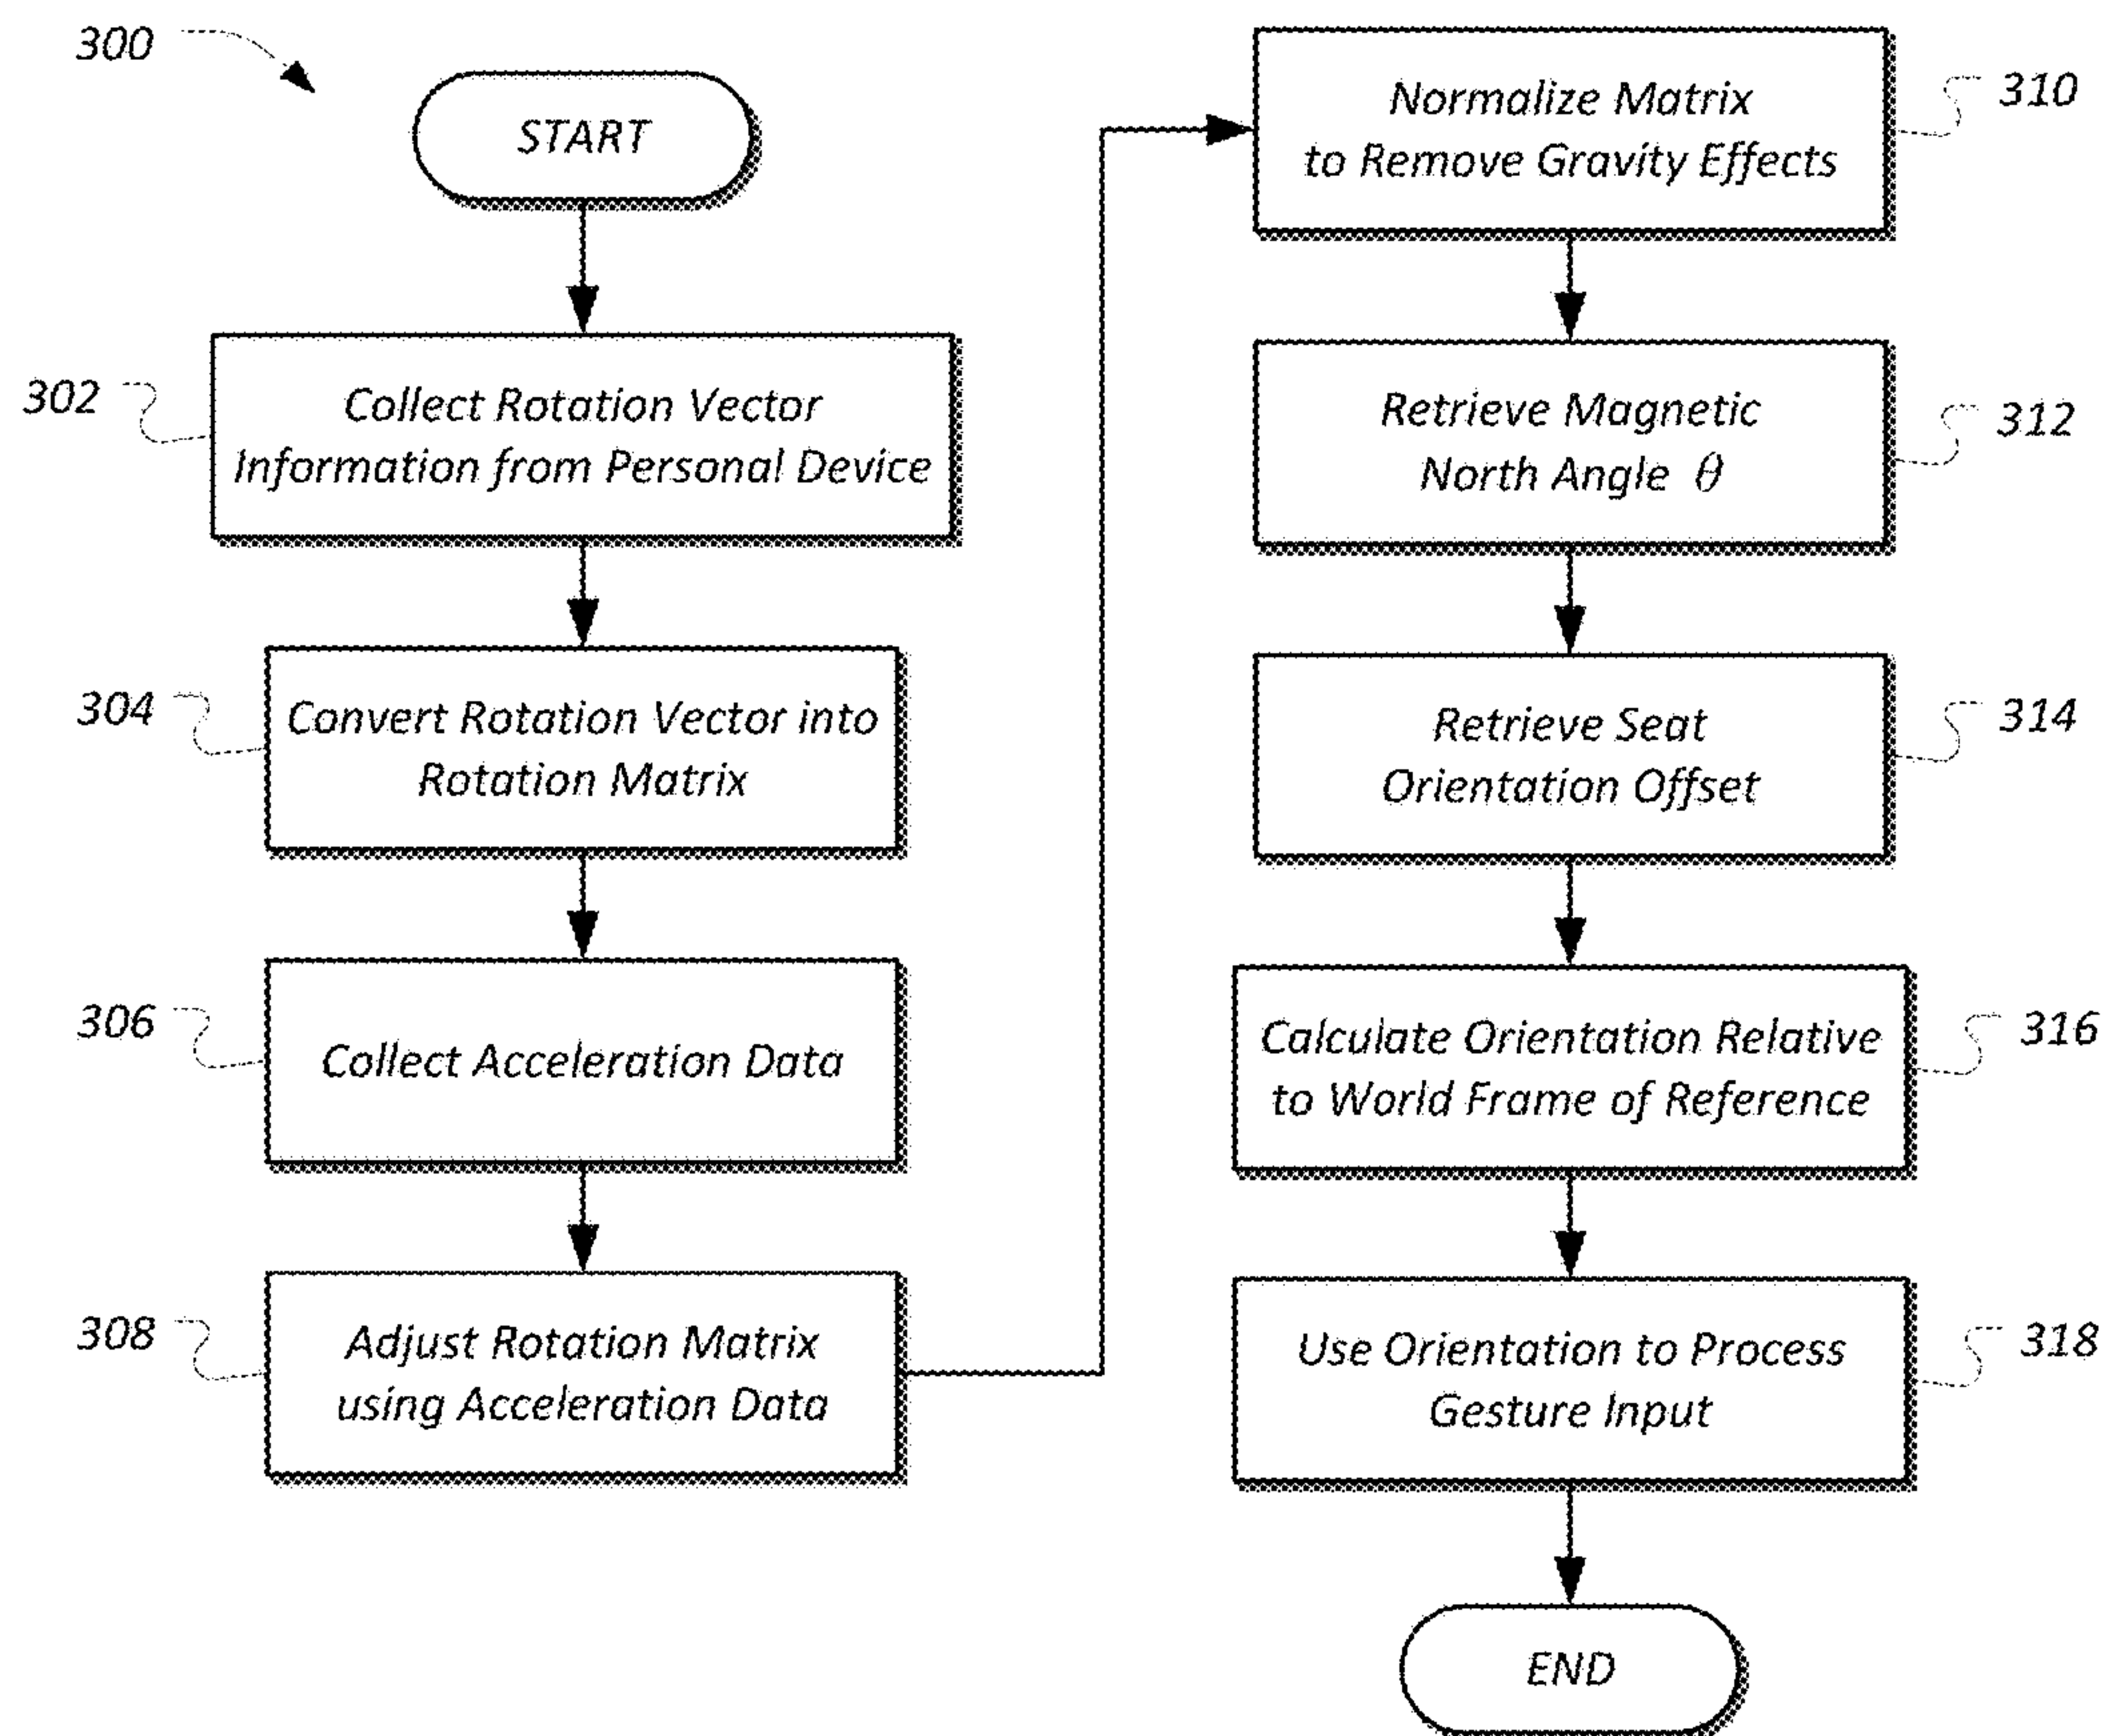 300
START
302
Collect Rotation Vector
Information from Personal Device
304
Convert Rotation Vector into
Rotation Matrix
306
Collect Acceleration Data
308
Adjust Rotation Matrix
using Acceleration Data
Normalize Matrix
to Remove Gravity Effects
310
Retrieve Magnetic
North Angle θ
312
Retrieve Seat
Orientation Offset
314
Calculate Orientation Relative
to World Frame of Reference
316
Use Orientation to Process
Gesture Input
318
END